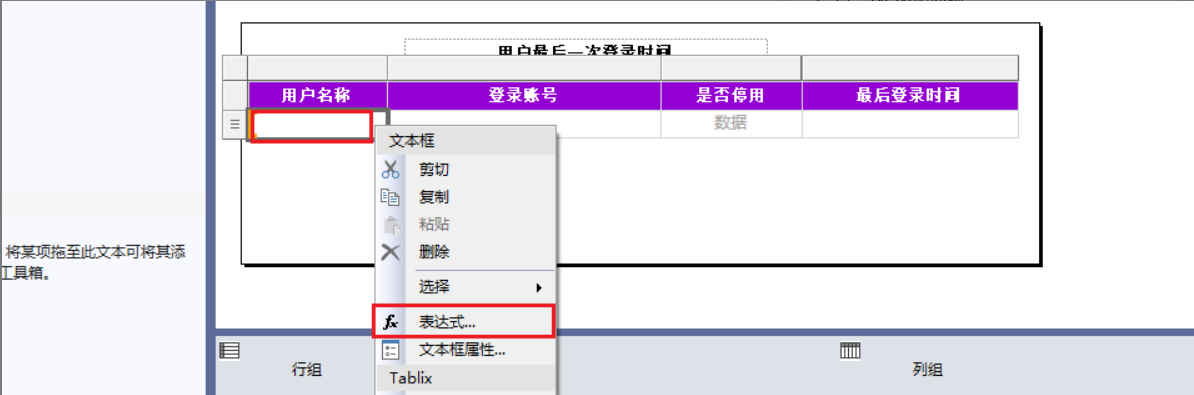 用户最后一次登录时间
用户名称 登录账号 是否停用 最后登录时间
数据
文本框
剪切
复制
粘贴
删除
将某项拖至此文本可将其添
工具箱。
选择
fx 表达式...
文本框属性...
行组
列组
Tablix